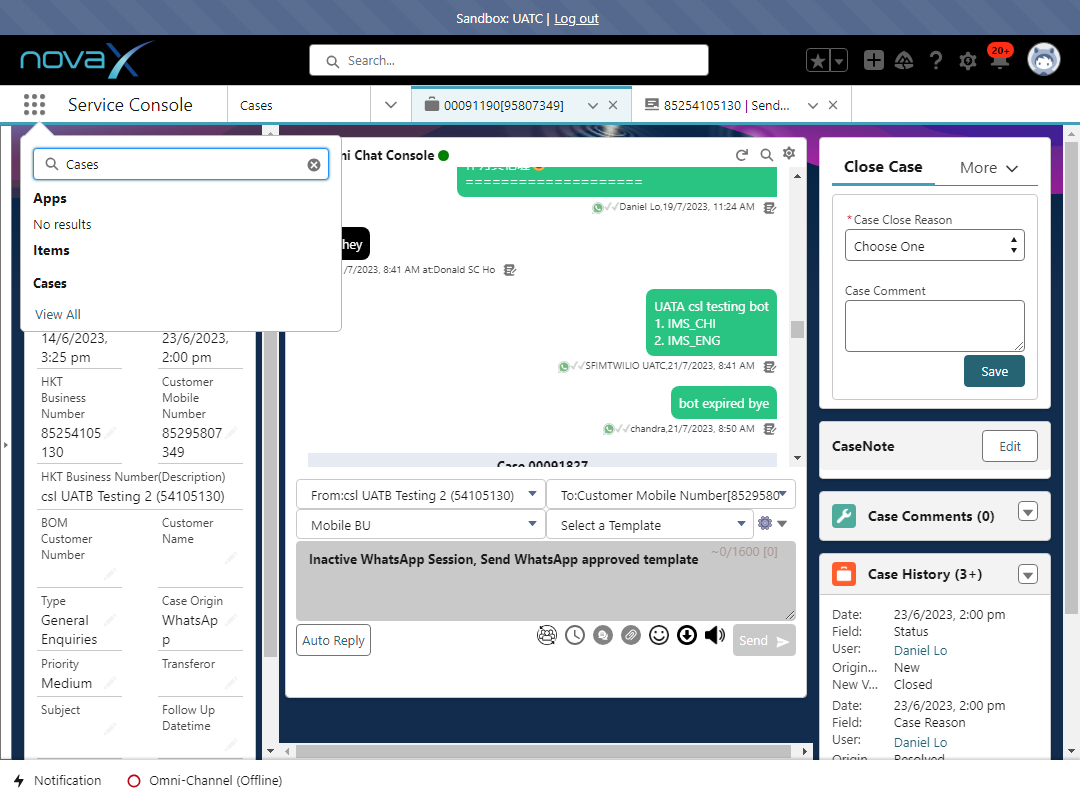 Sandbox: UATC | Log out
novaX
Search...
20+
Service Console
Cases
00091190[95807349]
85254105130 | Send...
Cases
Apps
No results
Items
Cases
View All
14/6/2023,
3:25 pm
23/6/2023,
2:00 pm
HKT
Business
Number
85254105
130
Customer
Mobile
Number
85295807
349
HKT Business Number(Description)
csl UATB Testing 2 (54105130)
BOM
Customer
Number
Customer
Name
Type
General
Enquiries
Case Origin
WhatsAp
p
Priority
Medium
Transferor
Subject
Follow Up
Datetime
ni Chat Console
=====================
Daniel Lo,19/7/2023, 11:24 AM
hey
/7/2023, 8:41 AM at:Donald SC Ho
UATA csl testing bot
1. IMS_CHI
2. IMS_ENG
SFIMTWILIO UATC,21/7/2023, 8:41 AM
bot expired bye
chandra,21/7/2023, 8:50 AM
Case 00091827
From:csl UATB Testing 2 (54105130)
To:Customer Mobile Number[8529580
Mobile BU
Select a Template
Inactive WhatsApp Session, Send WhatsApp approved template
~0/1600 [0]
Auto Reply
Send
Close Case
More
*Case Close Reason
Choose One
Case Comment
Save
CaseNote
Edit
Case Comments (0)
Case History (3+)
Date: 23/6/2023, 2:00 pm
Field: Status
User: Daniel Lo
Origin... New
New V... Closed
Date: 23/6/2023, 2:00 pm
Field: Case Reason
User: Daniel Lo
Origin... Resolved
Notification
Omni-Channel (Offline)